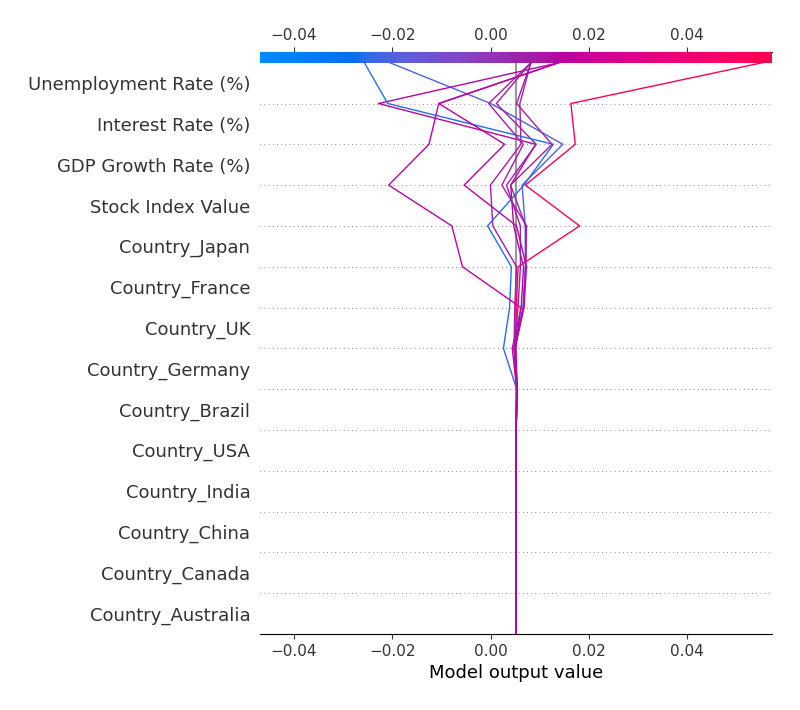 −0.04 −0.02 0.00 0.02 0.04
Unemployment Rate (%)
Interest Rate (%)
GDP Growth Rate (%)
Stock Index Value
Country_Japan
Country_France
Country_UK
Country_Germany
Country_Brazil
Country_USA
Country_India
Country_China
Country_Canada
Country_Australia
−0.04 −0.02 0.00 0.02 0.04
Model output value